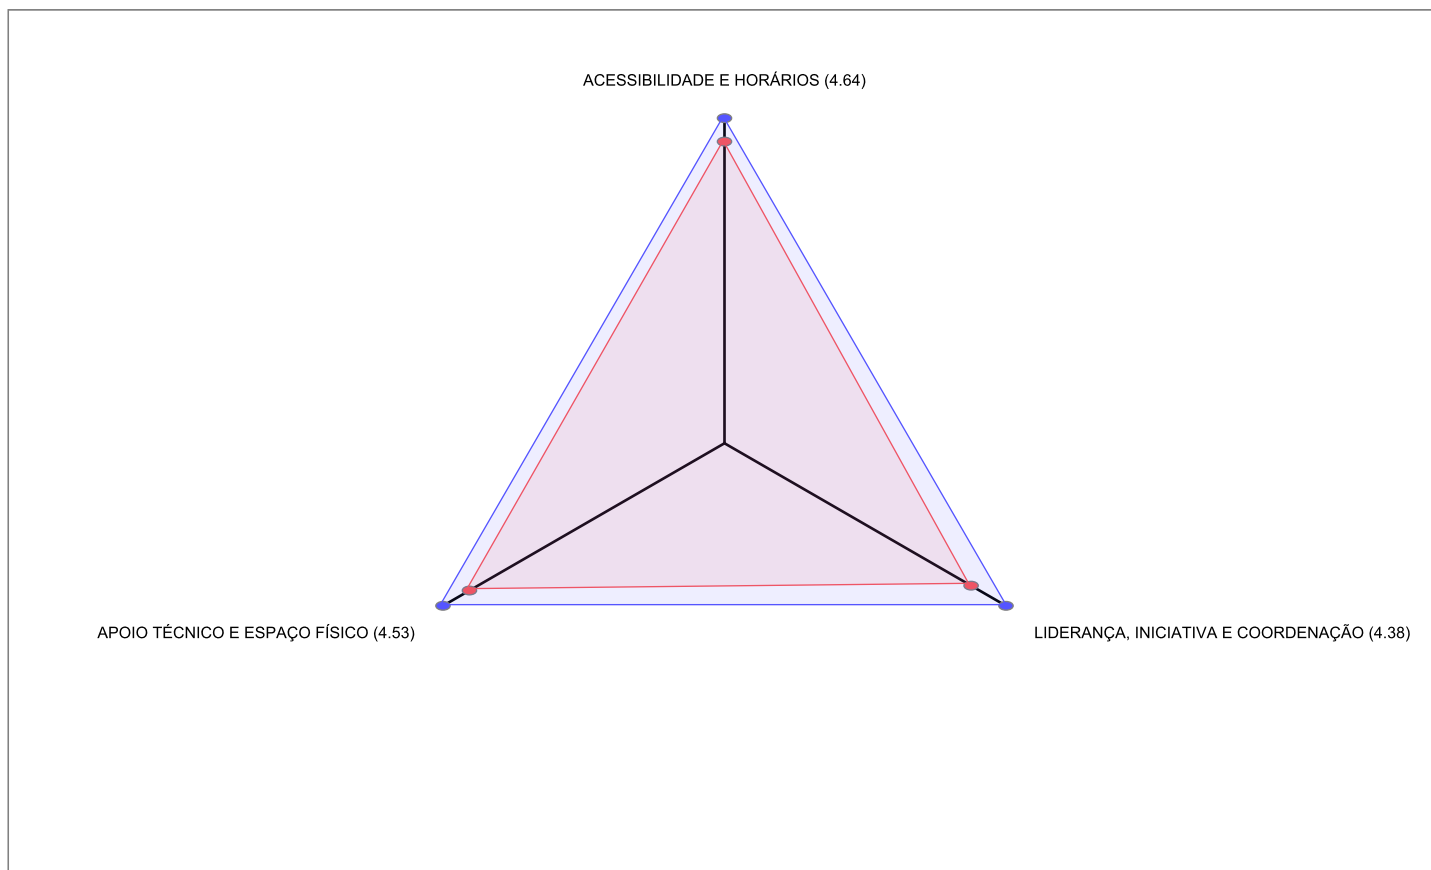 ACESSIBILIDADE E HORÁRIOS (4.64)
APOIO TÉCNICO E ESPAÇO FÍSICO (4.53)
LIDERANÇA, INICIATIVA E COORDENAÇÃO (4.38)